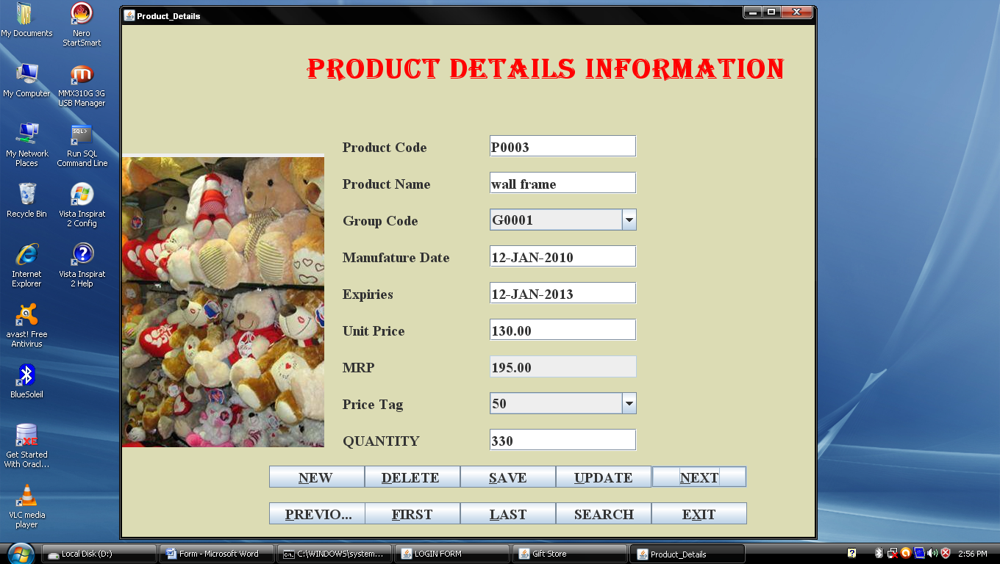 My Documents
Nero
StartSmart
My Computer
MMX310G 3G
USB Manager
My Network
Places
SQL>
Run SQL
Command Line
Recycle Bin
Vista Inspirat
2 Config
Internet
Explorer
Vista Inspirat
2 Help
avast! Free
Antivirus
BlueSoleil
XE
Get Started
With Oracl...
VLC media
player
Product_Details
PRODUCT DETAILS INFORMATION
Product Code P0003
Product Name wall frame
Group Code G0001
Manufature Date 12-JAN-2010
Expiries 12-JAN-2013
Unit Price 130.00
MRP 195.00
Price Tag 50
QUANTITY 330
NEW DELETE SAVE UPDATE NEXT
PREVIO... FIRST LAST SEARCH EXIT
Local Disk (D:) Form - Microsoft Word C:\WINDOWS\system... LOGIN FORM Gift Store Product_Details 2:56 PM